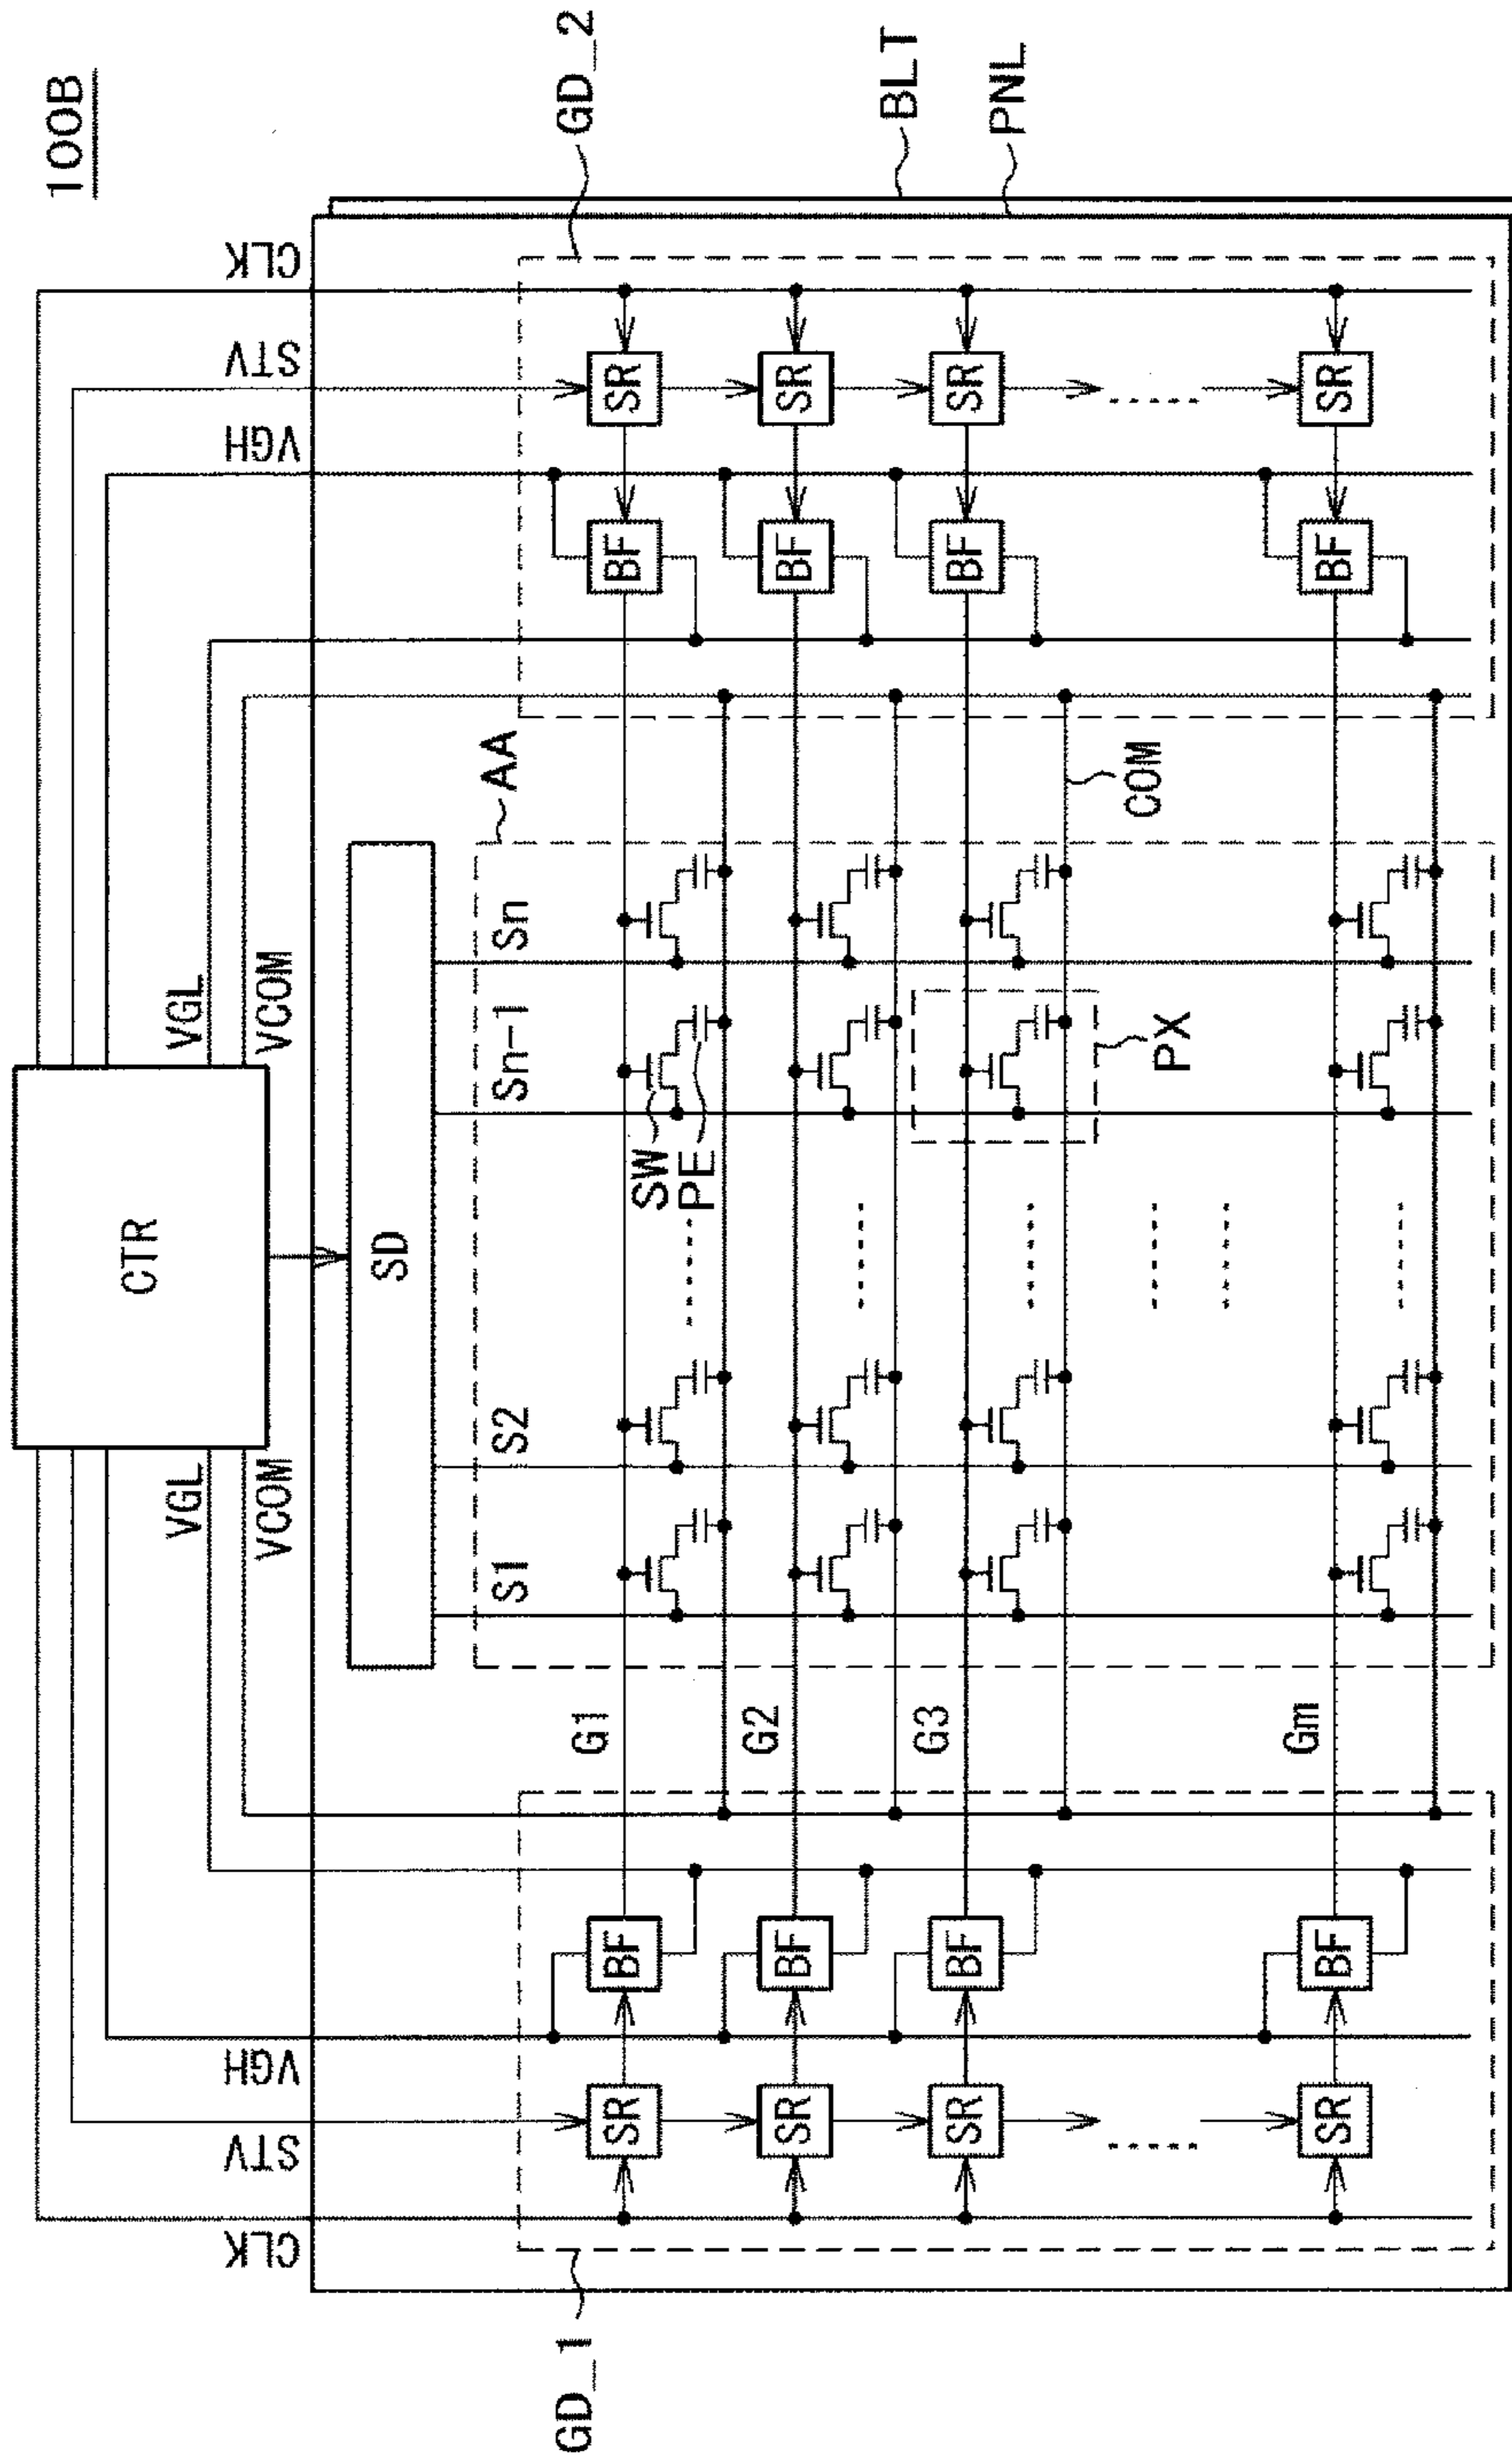 100B
CTR
CLK
STV
VGH
VGL
VCOM
VGL
VCOM
VGH
STV
CLK
GD_1
GD_2
BLT
PNL
SD
AA
S1
S2
Sn-1
Sn
G1
SR
BF
SW
PE
BF
SR
G2
SR
BF
BF
SR
G3
SR
BF
PX
COM
BF
SR
Gm
SR
BF
BF
SR